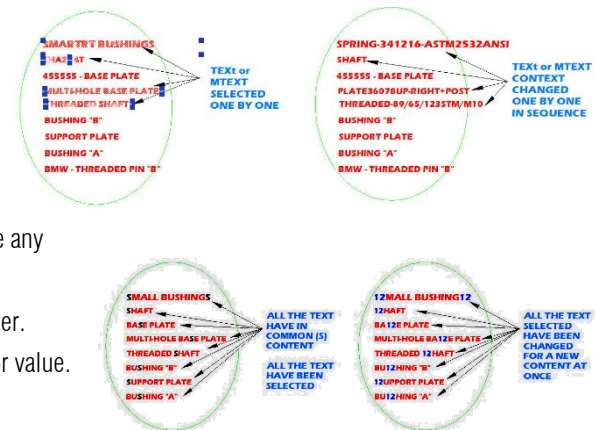 SMARTRT BUSHINGS
455555 - BASE PLATE
MULTI-HOLE BASE PLATE
THREADED SHAFT
BUSHING "B"
SUPPORT PLATE
BUSHING "A"
BMW - THREADED PIN "B"
TEXt or
MTEXT
SELECTED
ONE BY ONE
SPRING-341216-ASTM2532ANSI
SHAFT
455555 - BASE PLATE
PLATE36078UP-RIGHT+POST
THREADED-89/65/123STM/M10
BUSHING "B"
SUPPORT PLATE
BUSHING "A"
BMW - THREADED PIN "B"
TEXt or MTEXT
CONTEXT
CHANGED
ONE BY ONE
IN SEQUENCE
e any
er.
or value.
SMALL BUSHINGS
SHAFT
BASE PLATE
MULTI-HOLE BASE PLATE
THREADED SHAFT
BUSHING "B"
SUPPORT PLATE
BUSHING "A"
ALL THE TEXT
HAVE IN
COMMON (S)
CONTENT
ALL THE TEXT
HAVE BEEN
SELECTED
12MALL BUSHING12
12HAFT
BA12E PLATE
MULTI-HOLE BA12E PLATE
THREADED 12HAFT
BU12HING "B"
12UPPORT PLATE
BU12HING "A"
ALL THE TEXT
SELECTED
HAVE BEEN
CHANGED
FOR A NEW
CONTENT AT
ONCE